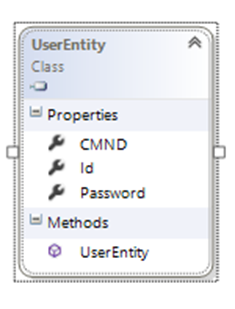 UserEntity
Class
Properties
CMND
Id
Password
Methods
UserEntity